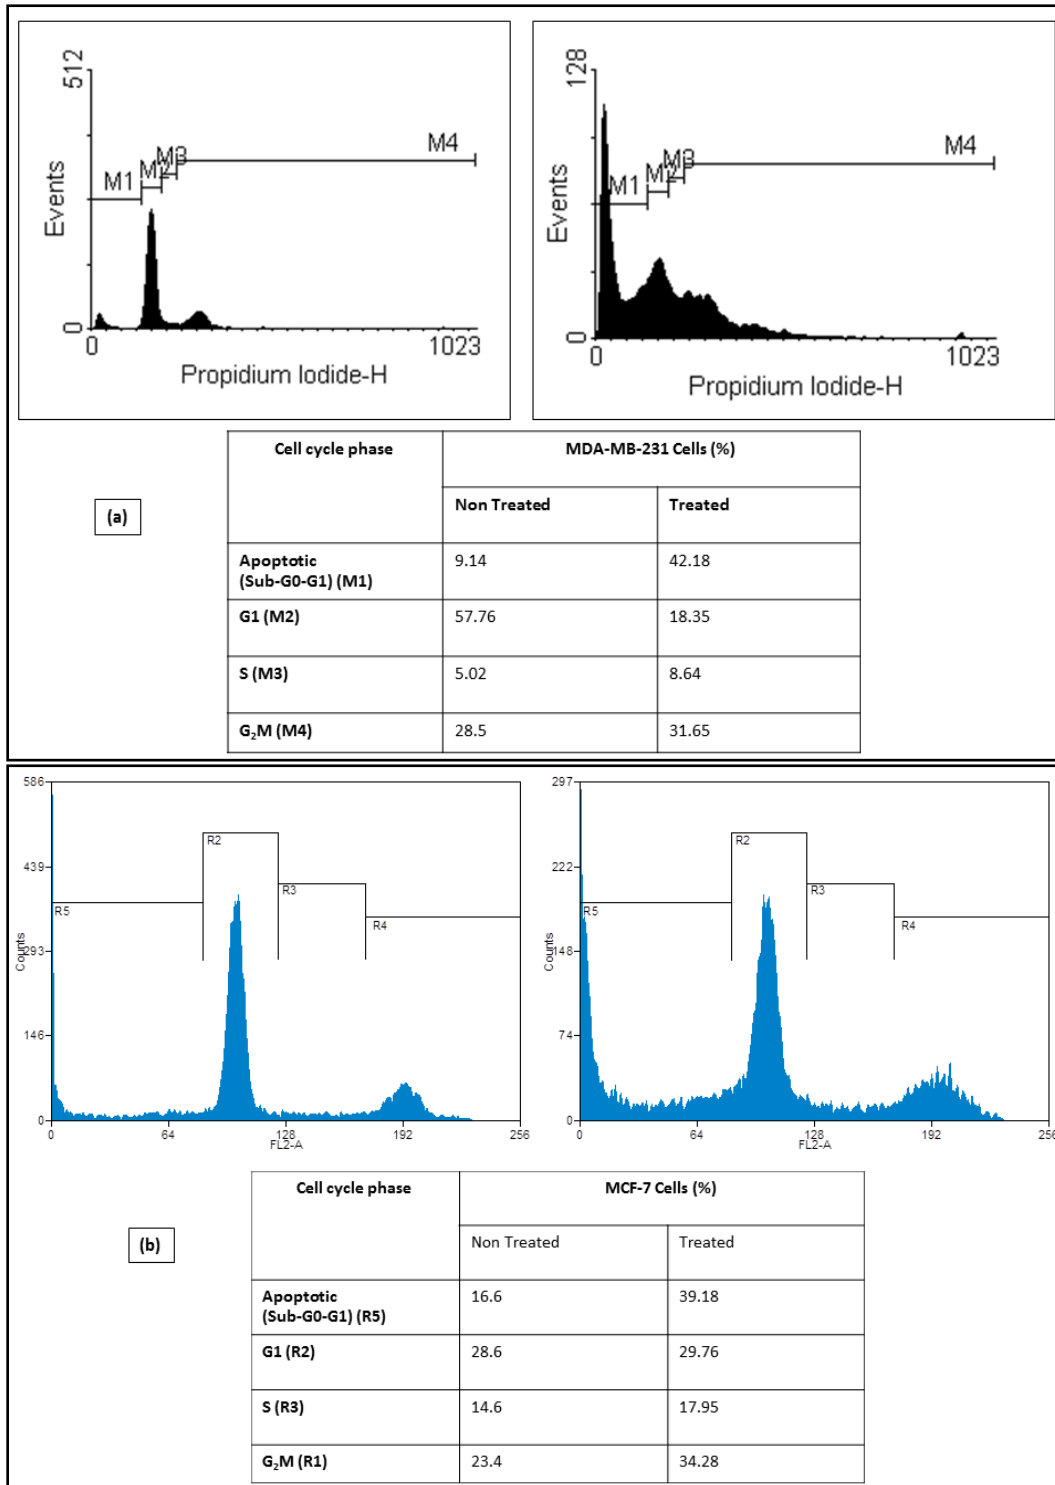 512
Events
M1
M2
M3
M4
0
0
1023
Propidium Iodide-H
128
Events
M1
M2
M3
M4
0
0
1023
Propidium Iodide-H
(a)
Cell cycle phase
MDA-MB-231 Cells (%)
Non Treated
Treated
Apoptotic
(Sub-G0-G1) (M1)
9.14
42.18
G1 (M2)
57.76
18.35
S (M3)
5.02
8.64
G₂M (M4)
28.5
31.65
586
439
293
146
0
Counts
R5
R2
R3
R4
0
64
128
192
256
FL2-A
297
222
148
74
0
Counts
R5
R2
R3
R4
0
64
128
192
256
FL2-A
(b)
Cell cycle phase
MCF-7 Cells (%)
Non Treated
Treated
Apoptotic
(Sub-G0-G1) (R5)
16.6
39.18
G1 (R2)
28.6
29.76
S (R3)
14.6
17.95
G₂M (R1)
23.4
34.28